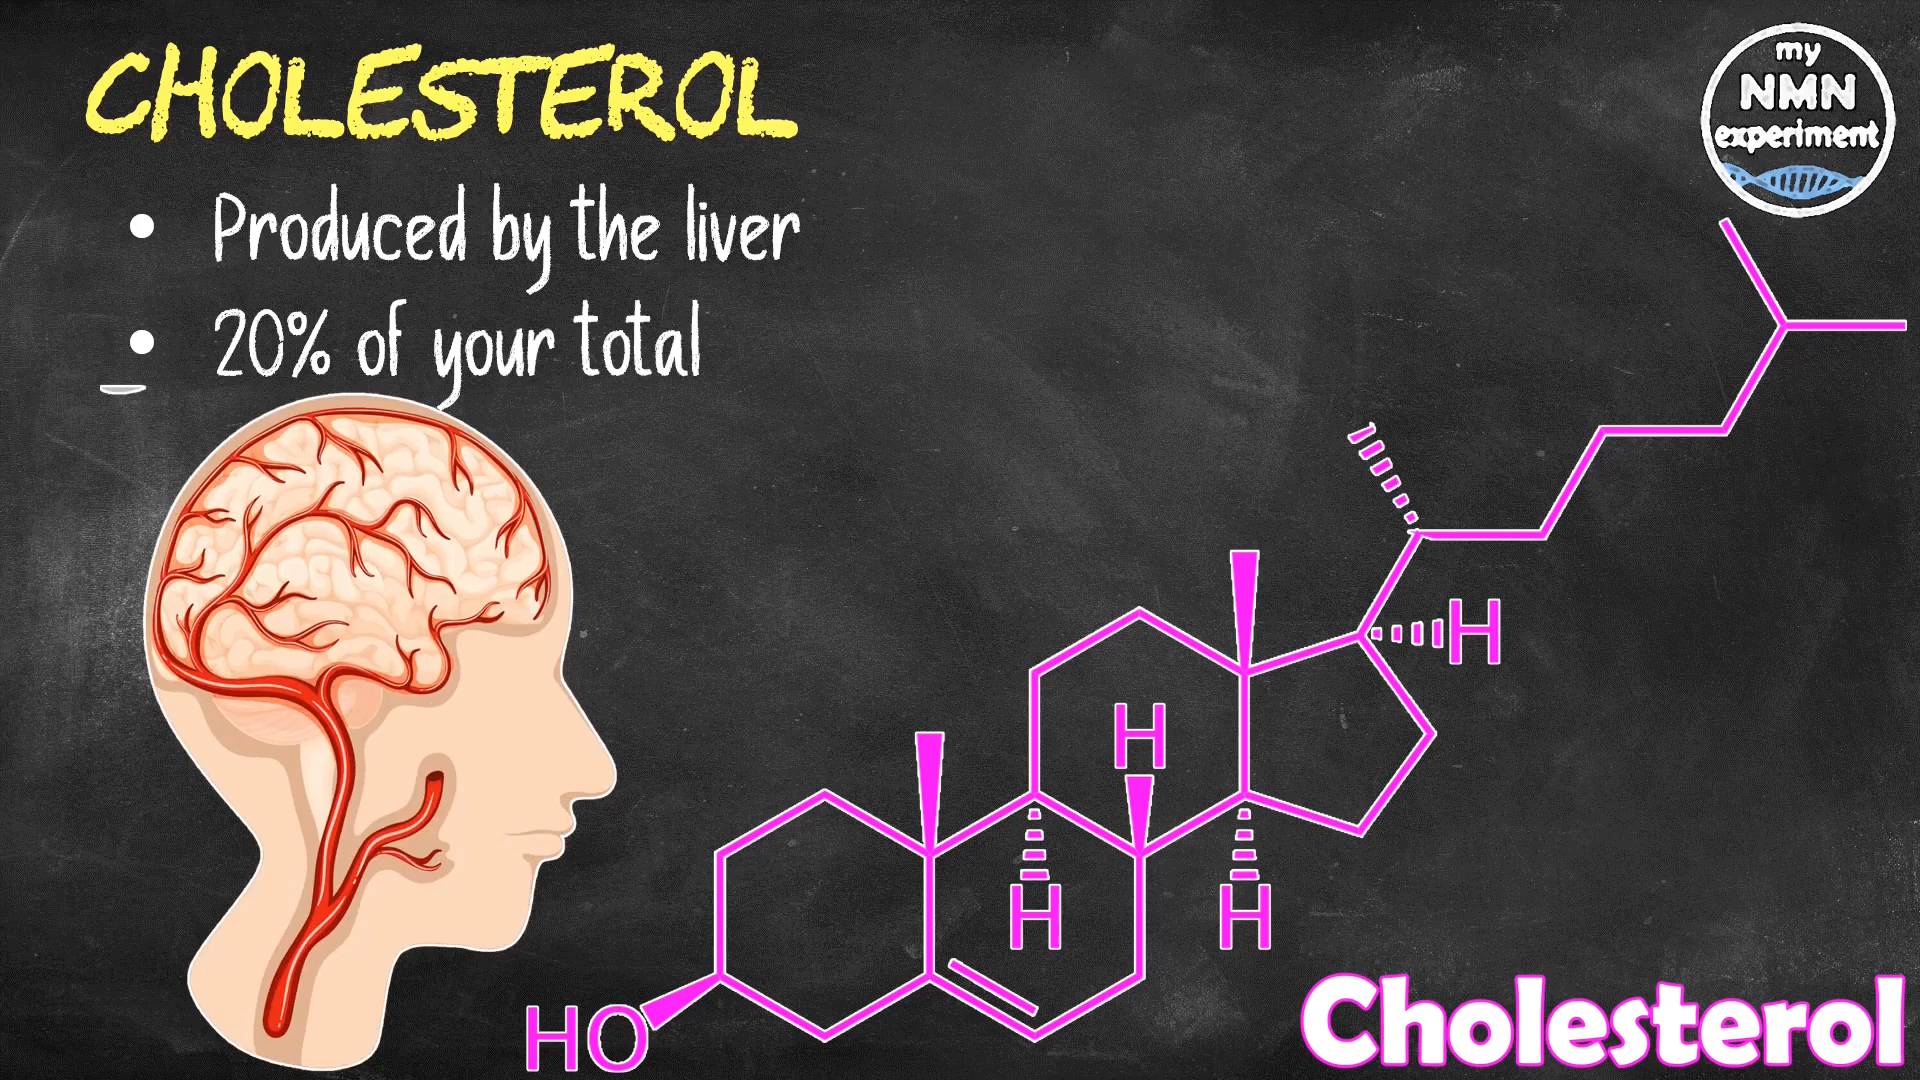 CHOLESTEROL
my
NMN
experiment
• Produced by the liver
• 20% of your total
H
H
H
H
HO
Cholesterol